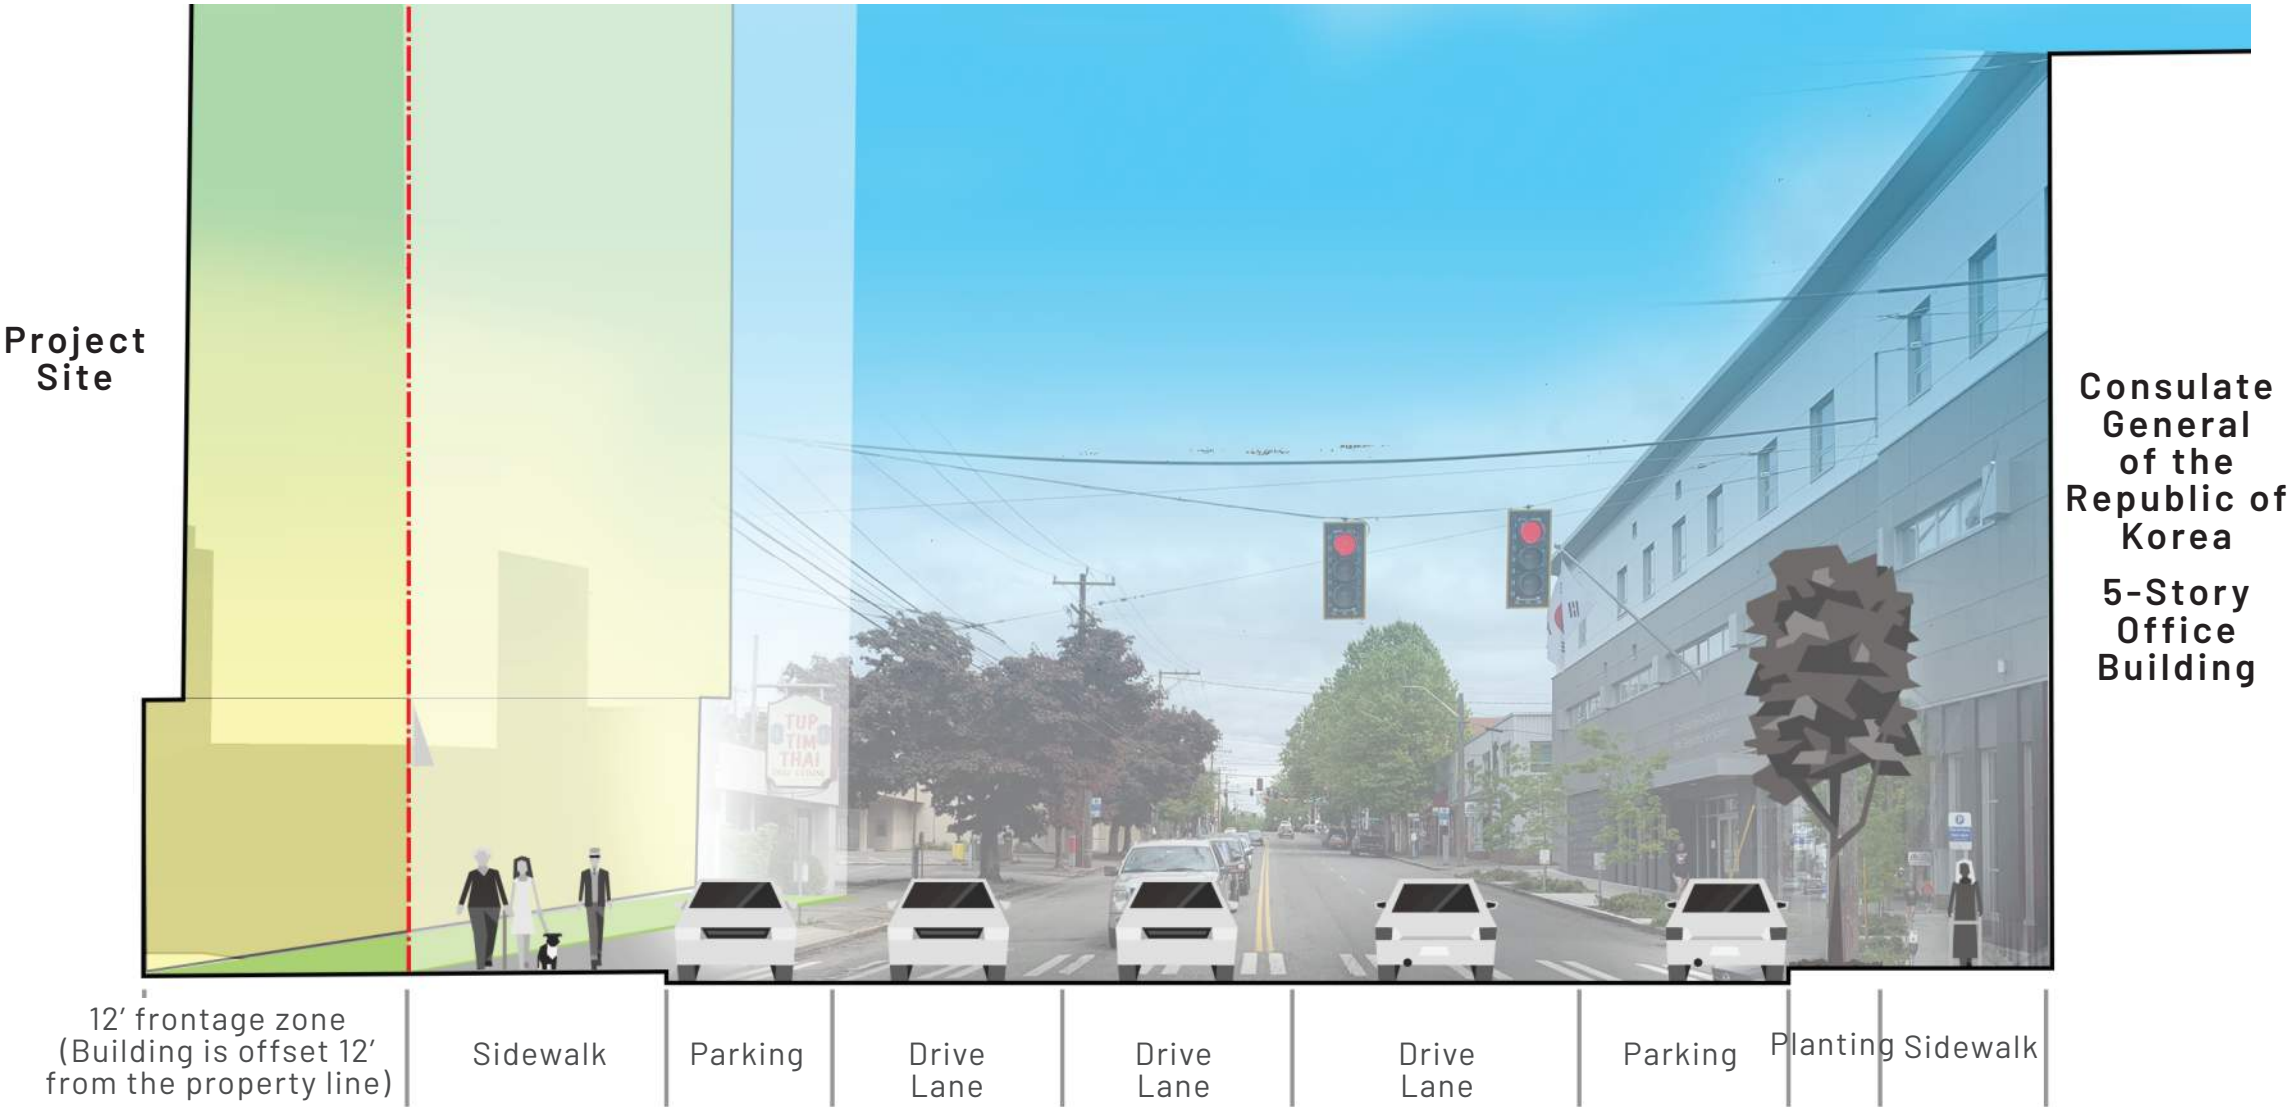 Project
Site
Consulate
General
of the
Republic of
Korea
5-Story
Office
Building
TUP
TIM
THAI
12’ frontage zone
(Building is offset 12’
from the property line)
Sidewalk
Parking
Drive
Lane
Drive
Lane
Drive
Lane
Parking
Planting
Sidewalk